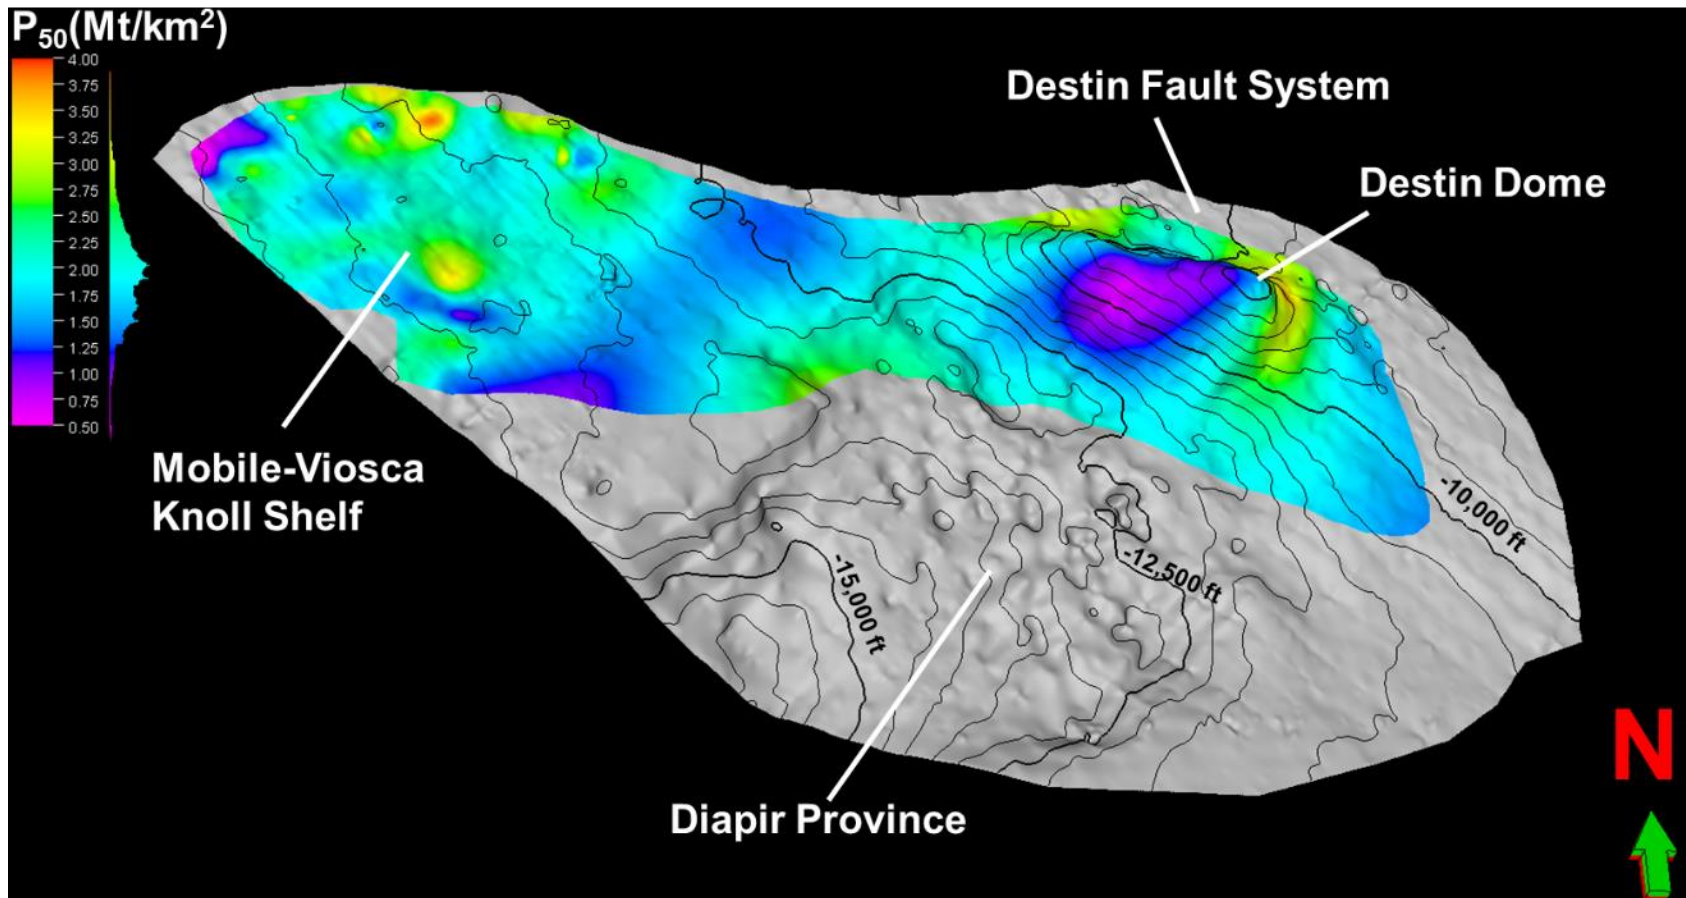 P50(Mt/km2)
4.00
3.75
3.50
3.25
3.00
2.75
2.50
2.25
2.00
1.75
1.50
1.25
1.00
0.75
0.50
Destin Fault System
Destin Dome
Mobile-Viosca
Knoll Shelf
-10,000 ft
-12,500 ft
-15,000 ft
Diapir Province
N